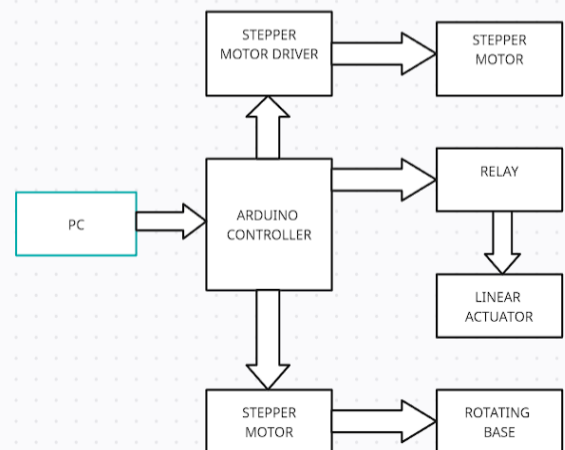 STEPPER
MOTOR DRIVER
STEPPER
MOTOR
PC
ARDUINO
CONTROLLER
RELAY
LINEAR
ACTUATOR
STEPPER
MOTOR
ROTATING
BASE